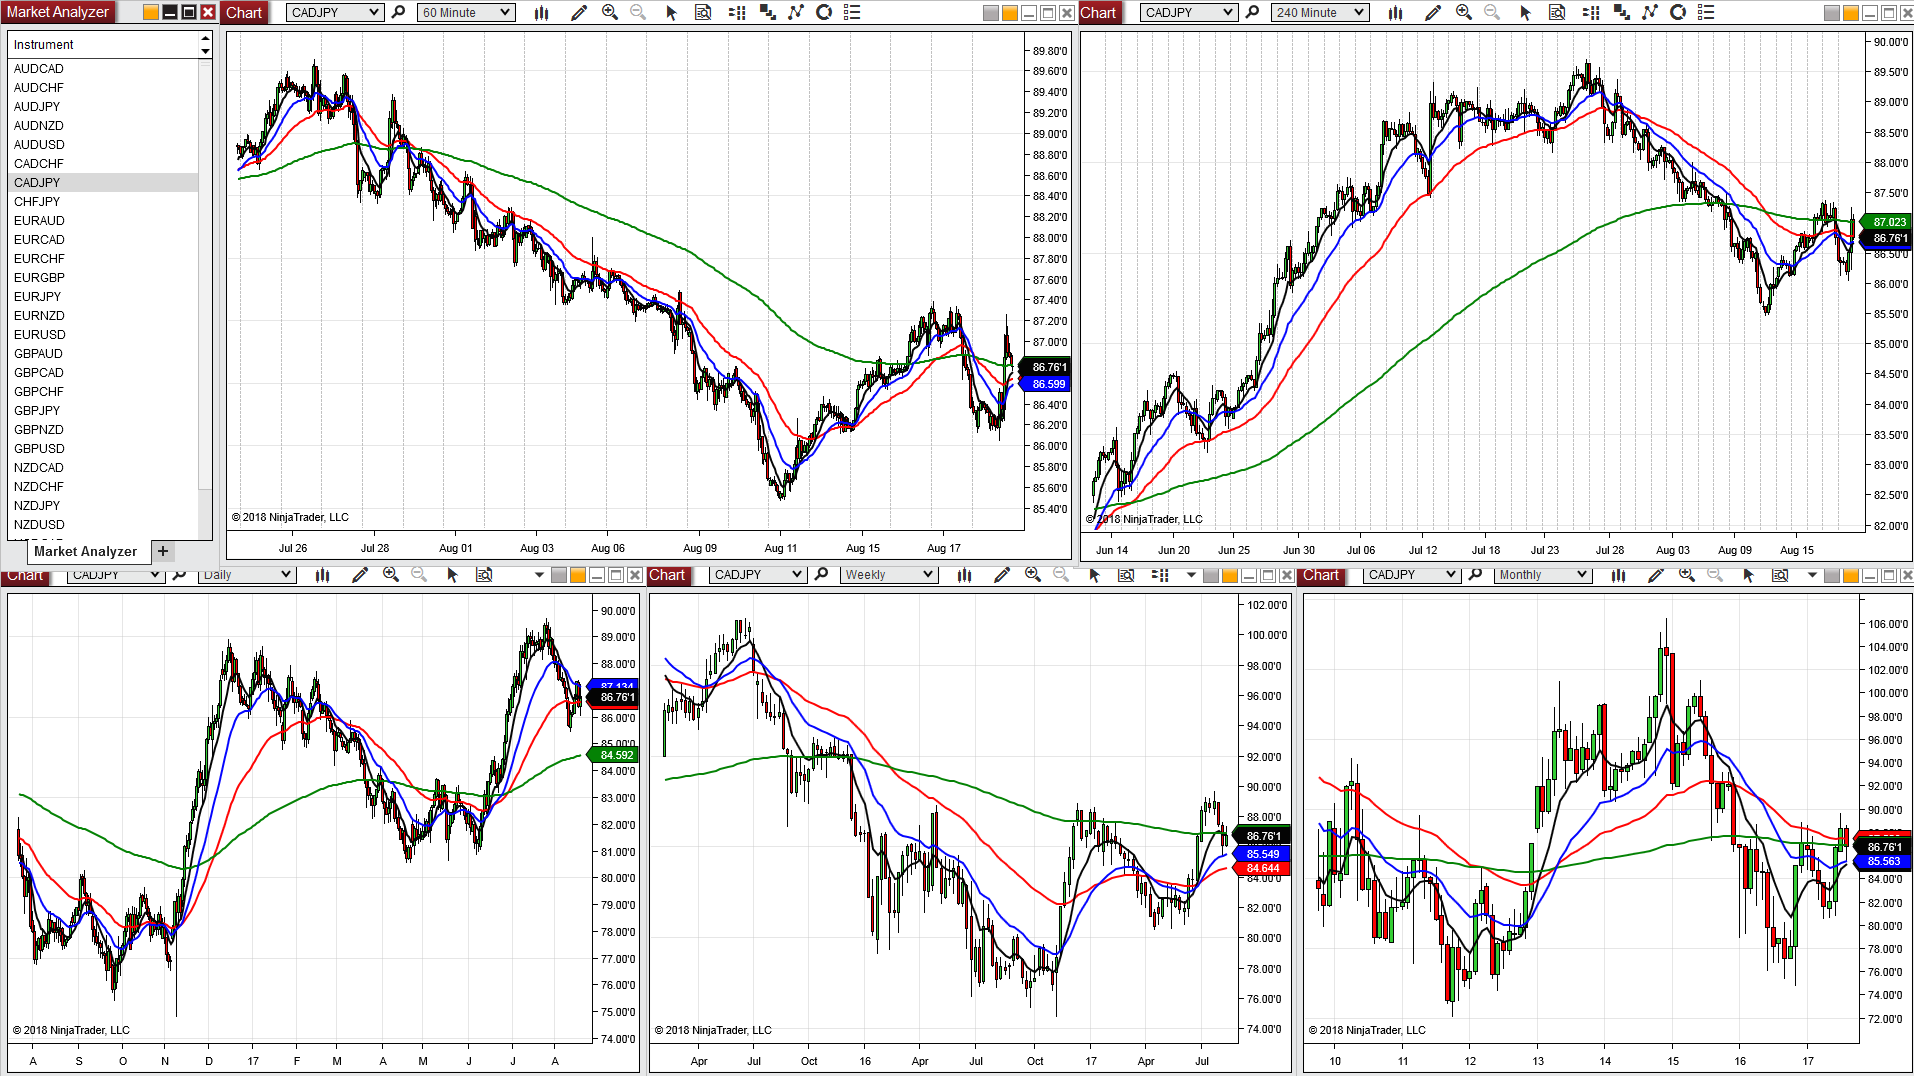 Market Analyzer
Instrument
AUDCAD
AUDCHF
AUDJPY
AUDNZD
AUDUSD
CADCHF
CADJPY
CHFJPY
EURAUD
EURCAD
EURCHF
EURGBP
EURJPY
EURNZD
EURUSD
GBPAUD
GBPCAD
GBPCHF
GBPJPY
GBPNZD
GBPUSD
NZDCAD
NZDCHF
NZDJPY
NZDUSD
Market Analyzer +
Chart CADJPY 60 Minute
89.80'0
89.60'0
89.40'0
89.20'0
89.00'0
88.80'0
88.60'0
88.40'0
88.20'0
88.00'0
87.80'0
87.60'0
87.40'0
87.20'0
87.00'0
86.76'1
86.599
86.40'0
86.20'0
86.00'0
85.80'0
85.60'0
85.40'0
© 2018 NinjaTrader, LLC
Jul 26 Jul 28 Aug 01 Aug 03 Aug 06 Aug 09 Aug 11 Aug 15 Aug 17
Chart CADJPY 240 Minute
90.00'0
89.50'0
89.00'0
88.50'0
88.00'0
87.50'0
87.023
86.76'1
86.50'0
86.00'0
85.50'0
85.00'0
84.50'0
84.00'0
83.50'0
83.00'0
82.50'0
82.00'0
© 2018 NinjaTrader, LLC
Jun 14 Jun 20 Jun 25 Jun 30 Jul 06 Jul 12 Jul 18 Jul 23 Jul 28 Aug 03 Aug 09 Aug 15
Chart CADJPY Daily
90.00'0
89.00'0
88.00'0
87.134
86.76'1
86.00'0
84.592
84.00'0
83.00'0
82.00'0
81.00'0
80.00'0
79.00'0
78.00'0
77.00'0
76.00'0
75.00'0
74.00'0
© 2018 NinjaTrader, LLC
A S O N D 17 F M A M J J A
Chart CADJPY Weekly
102.00'0
100.00'0
98.00'0
96.00'0
94.00'0
92.00'0
90.00'0
88.00'0
86.76'1
85.549
84.644
84.00'0
82.00'0
80.00'0
78.00'0
76.00'0
74.00'0
© 2018 NinjaTrader, LLC
Apr Jul Oct 16 Apr Jul Oct 17 Apr Jul
Chart CADJPY Monthly
106.00'0
104.00'0
102.00'0
100.00'0
98.00'0
96.00'0
94.00'0
92.00'0
90.00'0
86.76'1
85.563
84.00'0
82.00'0
80.00'0
78.00'0
76.00'0
74.00'0
72.00'0
© 2018 NinjaTrader, LLC
10 11 12 13 14 15 16 17